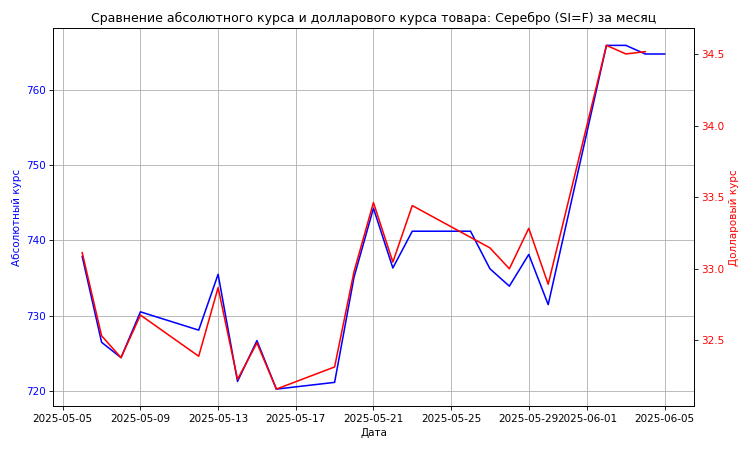 Сравнение абсолютного курса и долларового курса товара: Серебро (SI=F) за месяц
Абсолютный курс
760
750
740
730
720
34.5
34.0
33.5
33.0
32.5
Долларовый курс
2025-05-05 2025-05-09 2025-05-13 2025-05-17 2025-05-21 2025-05-25 2025-05-29 2025-06-01 2025-06-05
Дата